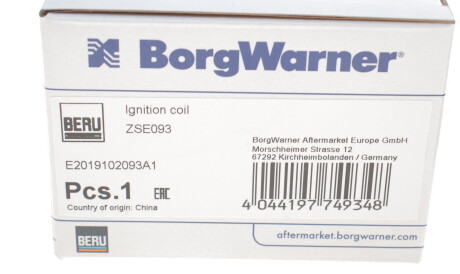 BorgWarner
BERU
Ignition coil
ZSE093
BorgWarner Aftermarket Europe GmbH
Morschheimer Strasse 12
67292 Kirchheimbolanden / Germany
E2019102093A1
Pcs.1 EAC
Country of origin: China
4 044197 749348
BERU
aftermarket.borgwarner.com